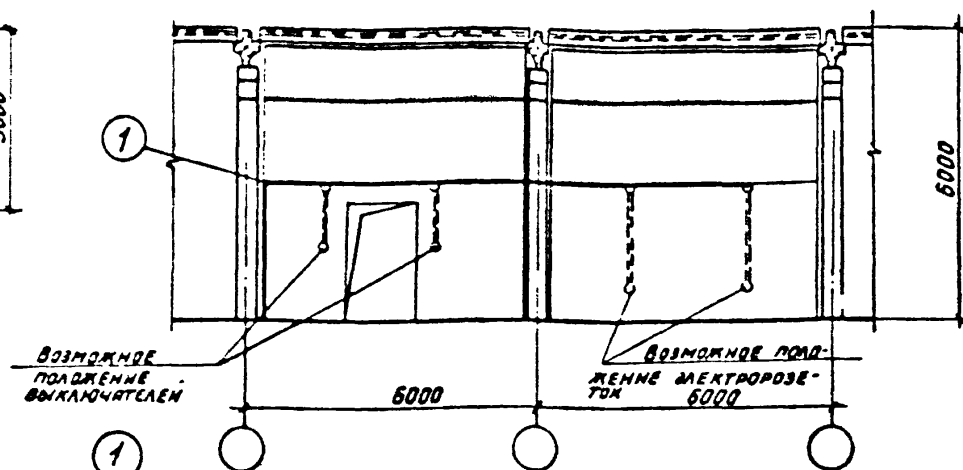 1
6000
Возможное
положение
выключателей
Возможное поло-
жение электророзе-
ток
6000
6000
1